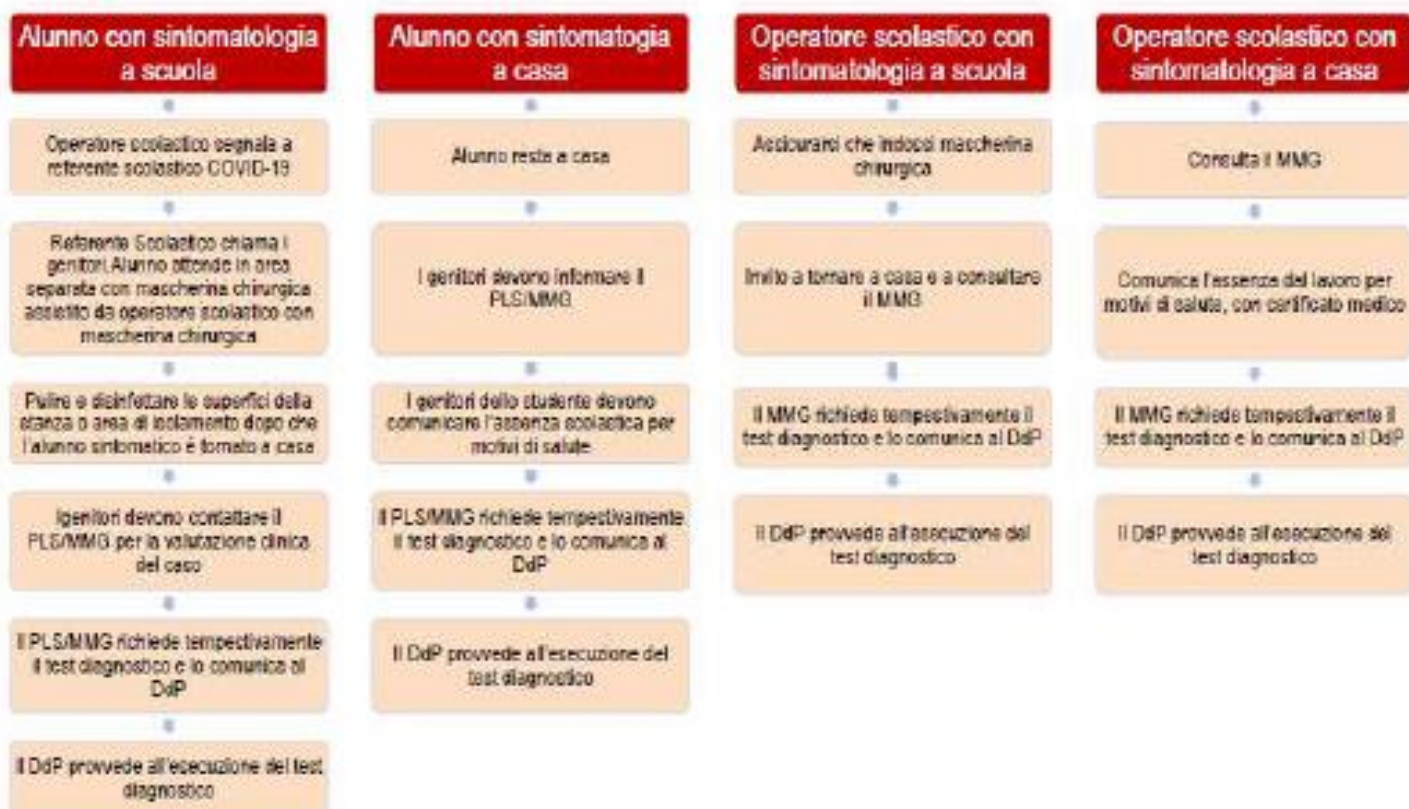 Alunno con sintomatologia
a scuola
Operatore scolastico segnala a
referente scolastico COVID-19
Referente Scolastico chiama i
genitori.Alunno attende in area
separata con mascherina chirurgica
assistito da operatore scolastico con
mascherina chirurgica
Pulire e disinfettare le superfici della
stanza o area di isolamento dopo che
l'alunno sintomatico è tornato a casa
Igenitori devono contattare il
PLS/MMG per la valutazione clinica
del caso
Il PLS/MMG richiede tempestivamente
il test diagnostico e lo comunica al
DdP
Il DdP provvede all'esecuzione del test
diagnostico
Alunno con sintomatogia
a casa
Alunno resta a casa
I genitori devono informare il
PLS/MMG
I genitori dello studente devono
comunicare l'assenza scolastica per
motivi di salute
Il PLS/MMG richiede tempestivamente
il test diagnostico e lo comunica al
DdP
Il DdP provvede all'esecuzione del
test diagnostico
Operatore scolastico con
sintomatologia a scuola
Assicurarsi che indossi mascherina
chirurgica
Invito a tornare a casa e a consultare
il MMG
Il MMG richiede tempestivamente il
test diagnostico e lo comunica al DdP
Il DdP provvede all'esecuzione del
test diagnostico
Operatore scolastico con
sintomatologia a casa
Consulta il MMG
Comunica l'assenza dal lavoro per
motivi di salute, con certificato medico
Il MMG richiede tempestivamente il
test diagnostico e lo comunica al DdP
Il DdP provvede all'esecuzione del
test diagnostico